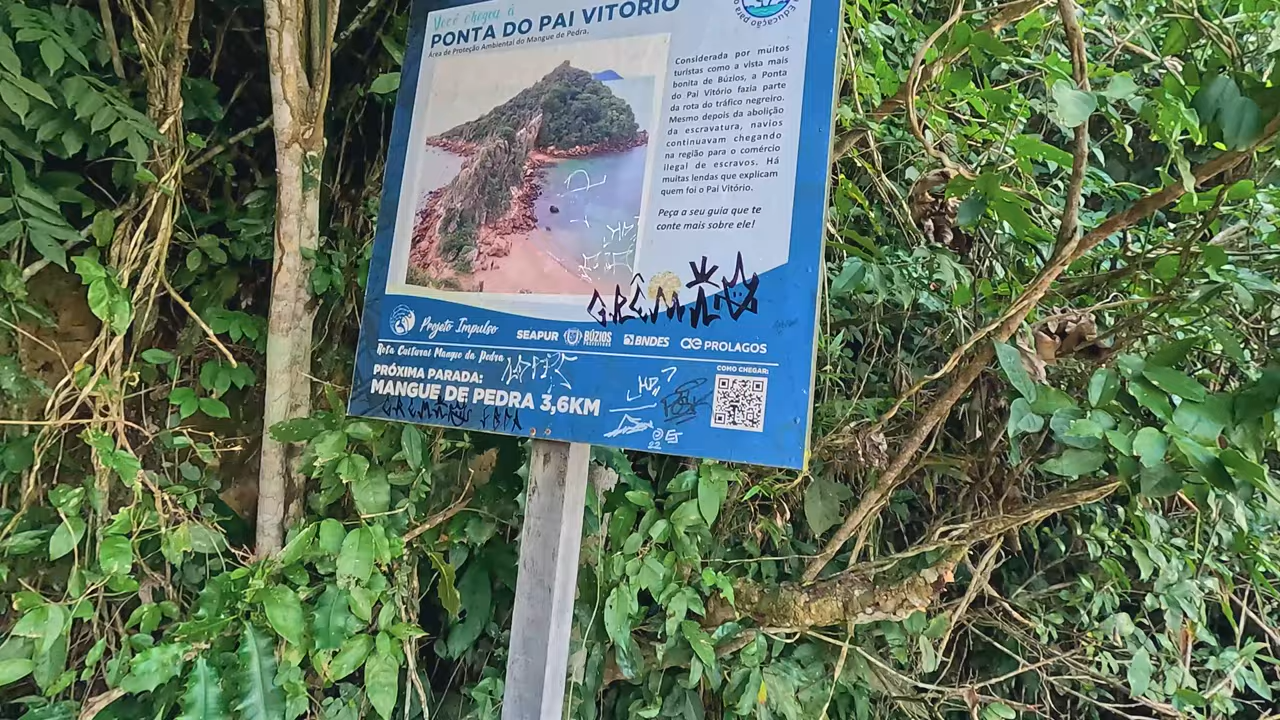 Você chegou à
PONTA DO PAI VITÓRIO
Área de Proteção Ambiental do Mangue de Pedra.
Considerada por muitos
turistas como a vista mais
bonita de Búzios, a Ponta
do Pai Vitório fazia parte
da rota do tráfico negreiro.
Mesmo depois da abolição
da escravatura, navios
continuavam chegando
na região para o comércio
ilegal de escravos. Há
muitas lendas que explicam
quem foi o Pai Vitório.
Peça a seu guia que te
conte mais sobre ele!
Projeto Impulso
SEAPUR
BÚZIOS
BNDES
PROLAGOS
Rota Cultural Mangue de Pedra
PRÓXIMA PARADA:
MANGUE DE PEDRA 3,6KM
COMO CHEGAR: